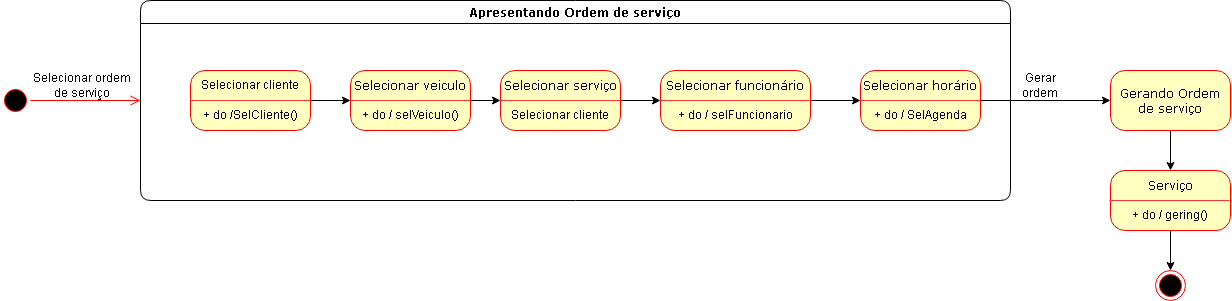 Apresentando Ordem de serviço
Selecionar ordem
de serviço
Selecionar cliente
+ do /SelCliente()
Selecionar veiculo
+ do / selVeiculo()
Selecionar serviço
Selecionar cliente
Selecionar funcionário
+ do / selFuncionario
Selecionar horário
+ do / SelAgenda
Gerar
ordem
Gerando Ordem
de serviço
Serviço
+ do / gering()